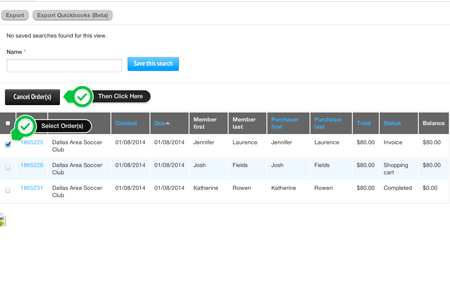 Export Export Quickbooks (Beta)
No saved searches found for this view.
Name *
Save this search
Cancel Order(s) Then Click Here
Select Order(s)
Created Due Member first Member last Purchaser first Purchaser last Total Status Balance
1865225 Dallas Area Soccer Club 01/08/2014 01/08/2014 Jennifer Laurence Jennifer Laurence $80.00 Invoice $80.00
1865228 Dallas Area Soccer Club 01/08/2014 01/08/2014 Josh Fields Josh Fields $80.00 Shopping cart $80.00
1865231 Dallas Area Soccer Club 01/08/2014 01/08/2014 Katherine Rowen Katherine Rowen $80.00 Completed $0.00